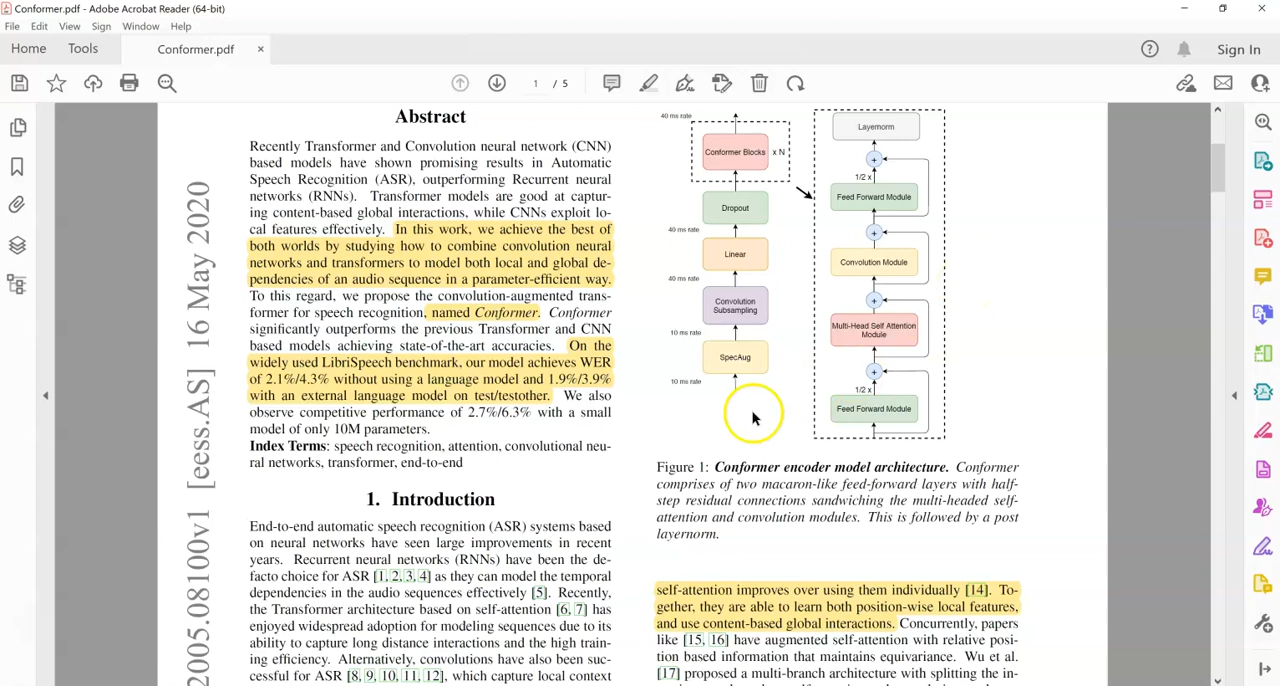 Conformer.pdf - Adobe Acrobat Reader (64-bit)
File Edit View Sign Window Help
Home Tools Conformer.pdf × Sign In
1 / 5
2005.08100v1 [eess.AS] 16 May 2020
Abstract
Recently Transformer and Convolution neural network (CNN)
based models have shown promising results in Automatic
Speech Recognition (ASR), outperforming Recurrent neural
networks (RNNs). Transformer models are good at captur-
ing content-based global interactions, while CNNs exploit lo-
cal features effectively. In this work, we achieve the best of
both worlds by studying how to combine convolution neural
networks and transformers to model both local and global de-
pendencies of an audio sequence in a parameter-efficient way.
To this regard, we propose the convolution-augmented trans-
former for speech recognition, named Conformer. Conformer
significantly outperforms the previous Transformer and CNN
based models achieving state-of-the-art accuracies. On the
widely used LibriSpeech benchmark, our model achieves WER
of 2.1%/4.3% without using a language model and 1.9%/3.9%
with an external language model on test/testother. We also
observe competitive performance of 2.7%/6.3% with a small
model of only 10M parameters.
Index Terms: speech recognition, attention, convolutional neu-
ral networks, transformer, end-to-end
1. Introduction
End-to-end automatic speech recognition (ASR) systems based
on neural networks have seen large improvements in recent
years. Recurrent neural networks (RNNs) have been the de-
facto choice for ASR [1, 2, 3, 4] as they can model the temporal
dependencies in the audio sequences effectively [5]. Recently,
the Transformer architecture based on self-attention [6, 7] has
enjoyed widespread adoption for modeling sequences due to its
ability to capture long distance interactions and the high train-
ing efficiency. Alternatively, convolutions have also been suc-
cessful for ASR [8, 9, 10, 11, 12], which capture local context
40 ms rate
Conformer Blocks x N
Dropout
40 ms rate
Linear
40 ms rate
Convolution
Subsampling
10 ms rate
SpecAug
10 ms rate
Layernorm
+
1/2 x
Feed Forward Module
+
Convolution Module
+
Multi-Head Self Attention
Module
+
1/2 x
Feed Forward Module
Figure 1: Conformer encoder model architecture. Conformer
comprises of two macaron-like feed-forward layers with half-
step residual connections sandwiching the multi-headed self-
attention and convolution modules. This is followed by a post
layernorm.
self-attention improves over using them individually [14]. To-
gether, they are able to learn both position-wise local features,
and use content-based global interactions. Concurrently, papers
like [15, 16] have augmented self-attention with relative posi-
tion based information that maintains equivariance. Wu et al.
[17] proposed a multi-branch architecture with splitting the in-